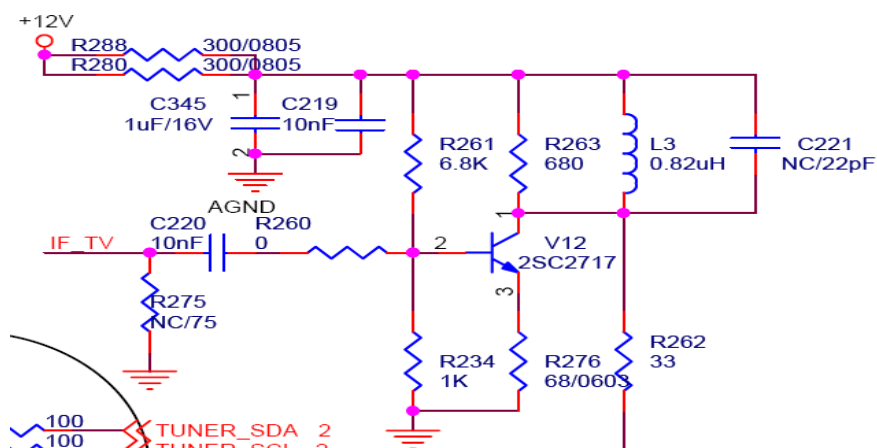 +12V
R288 300/0805
R280 300/0805
1
C345 C219
1uF/16V 10nF
R261 R263 L3 C221
6.8K 680 0.82uH NC/22pF
2
AGND
C220 R260
1
IF_TV 10nF 0 2 V12
2SC2717
3
R275
NC/75
R234 R276 R262
1K 68/0603 33
100 TUNER_SDA 2
100 TUNER_SCL